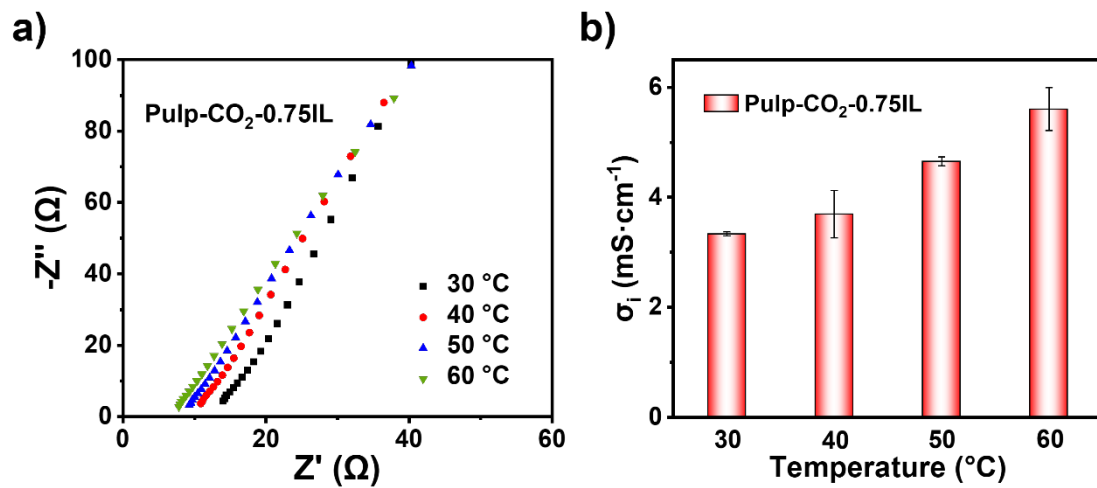 a)
100
80
60
40
20
0
-Z'' (Ω)
Pulp-CO₂-0.75IL
30 °C
40 °C
50 °C
60 °C
0 20 40 60
Z' (Ω)
b)
6
4
2
0
σᵢ (mS·cm⁻¹)
Pulp-CO₂-0.75IL
30 40 50 60
Temperature (°C)